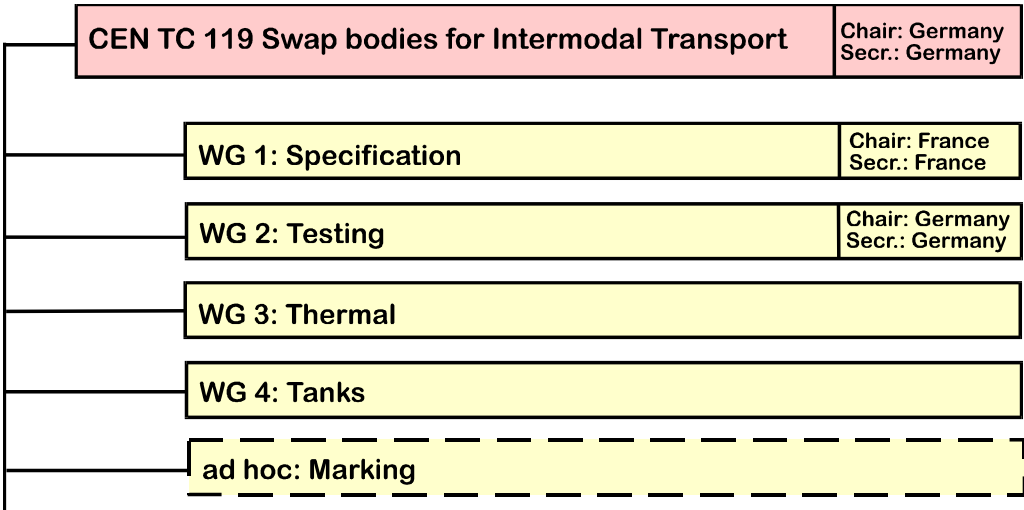 CEN TC 119 Swap bodies for Intermodal Transport
Chair: Germany
Secr.: Germany
WG 1: Specification
Chair: France
Secr.: France
WG 2: Testing
Chair: Germany
Secr.: Germany
WG 3: Thermal
WG 4: Tanks
ad hoc: Marking